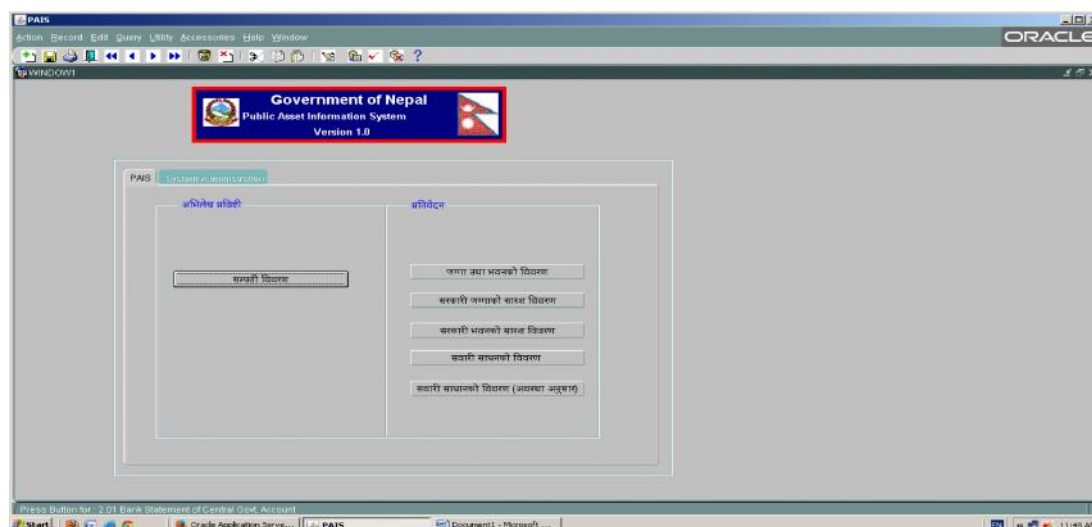 PAIS
Action Record Edit Query Utility Accessories Help Window
ORACLE
WINDOW1
Government of Nepal
Public Asset Information System
Version 1.0
PAIS System Administration
अभिलेख प्रविष्टी
प्रतिवेदन
सम्पत्ती विवरण
जग्गा तथा भवनको विवरण
सरकारी जग्गाको सारांश विवरण
सरकारी भवनको सारांश विवरण
सवारी साधनको विवरण
सवारी साधानको विवरण (अवस्था अनुसार)
Press Button for : 2.01 Bank Statement of Central Govt. Account
Start Oracle Application Serve... PAIS Document1 - Microsoft ... EN